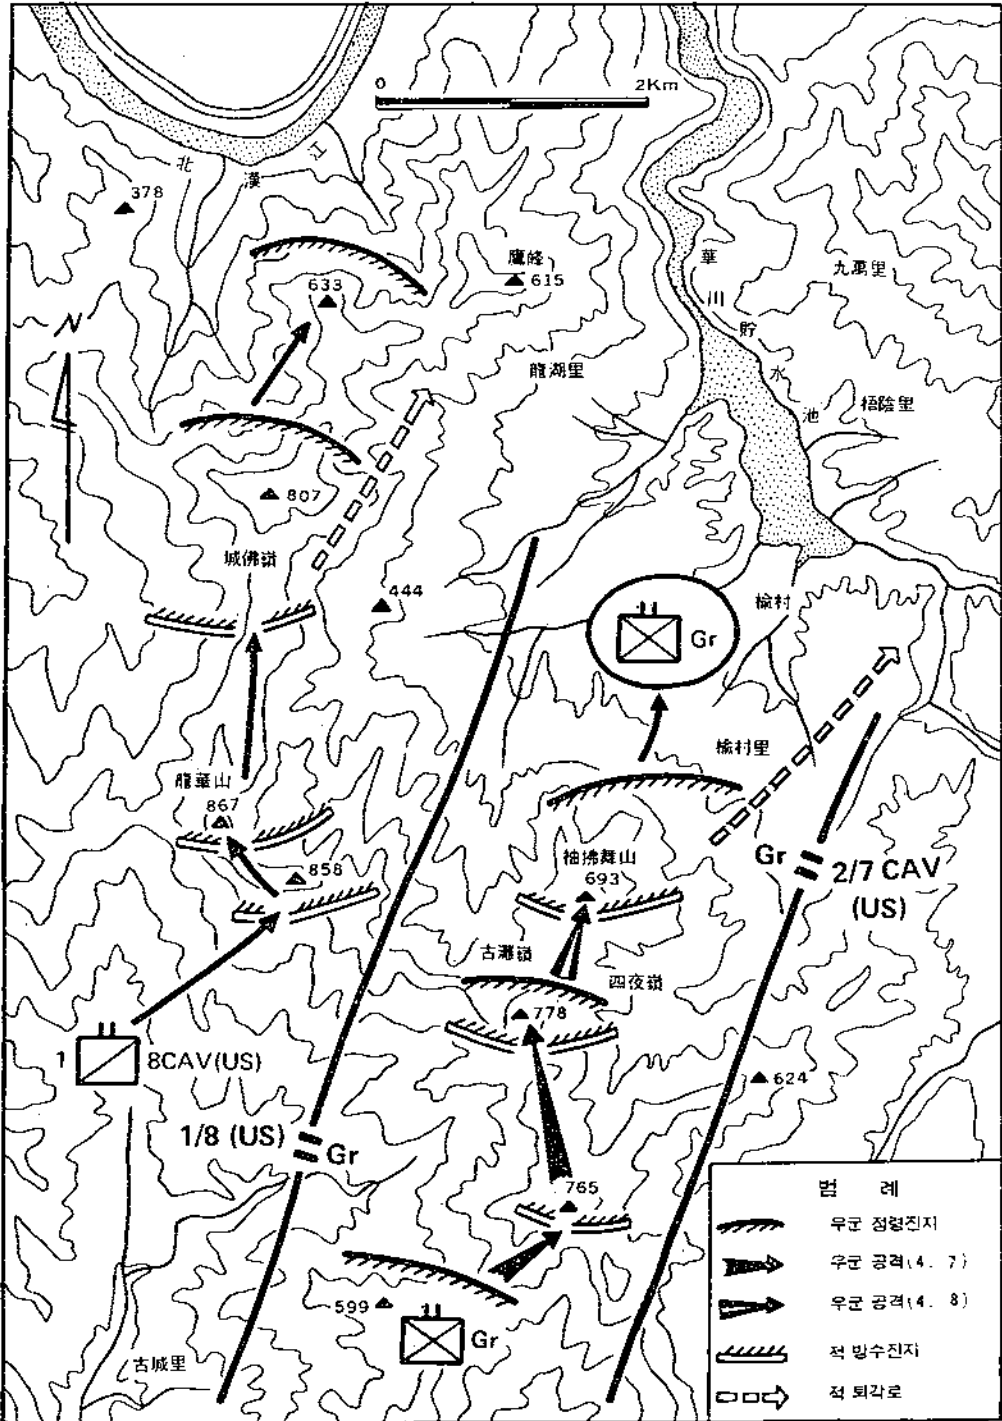 0 2Km
北漢江
378
華川貯水池
鷹峰
615
九萬里
633
N
龍湖里
梧陰里
807
城佛嶺
444
楡村
Gr
楡村里
龍華山
867
858
袖拂舞山
693
Gr
2/7 CAV
(US)
古灘嶺
四夜嶺
778
1
8CAV(US)
624
1/8 (US)
Gr
765
599
Gr
古城里
범 례
우군 점령진지
우군 공격(4. 7)
우군 공격(4. 8)
적 방수진지
적 퇴각로